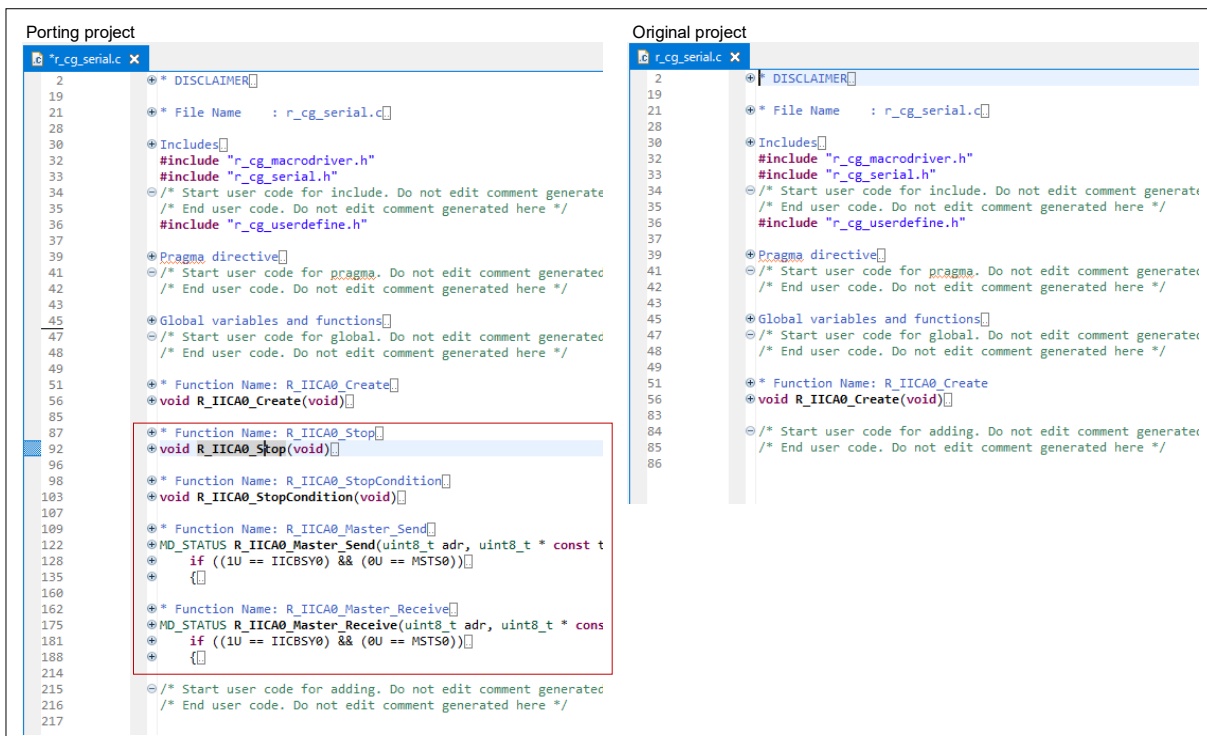 Porting project
*r_cg_serial.c
2 * DISCLAIMER
19
21 * File Name : r_cg_serial.c
28
30 Includes
32 #include "r_cg_macrodriver.h"
33 #include "r_cg_serial.h"
34 /* Start user code for include. Do not edit comment generate
35 /* End user code. Do not edit comment generated here */
36 #include "r_cg_userdefine.h"
37
39 Pragma directive
41 /* Start user code for pragma. Do not edit comment generated
42 /* End user code. Do not edit comment generated here */
43
45 Global variables and functions
47 /* Start user code for global. Do not edit comment generated
48 /* End user code. Do not edit comment generated here */
49
51 * Function Name: R_IICA0_Create
56 void R_IICA0_Create(void)
85
87 * Function Name: R_IICA0_Stop
92 void R_IICA0_Stop(void)
96
98 * Function Name: R_IICA0_StopCondition
103 void R_IICA0_StopCondition(void)
107
109 * Function Name: R_IICA0_Master_Send
122 MD_STATUS R_IICA0_Master_Send(uint8_t adr, uint8_t * const t
128 if ((1U == IICBSY0) && (0U == MSTS0))
135 {
160
162 * Function Name: R_IICA0_Master_Receive
175 MD_STATUS R_IICA0_Master_Receive(uint8_t adr, uint8_t * cons
181 if ((1U == IICBSY0) && (0U == MSTS0))
188 {
214
215 /* Start user code for adding. Do not edit comment generated
216 /* End user code. Do not edit comment generated here */
217
Original project
r_cg_serial.c
2 * DISCLAIMER
19
21 * File Name : r_cg_serial.c
28
30 Includes
32 #include "r_cg_macrodriver.h"
33 #include "r_cg_serial.h"
34 /* Start user code for include. Do not edit comment generate
35 /* End user code. Do not edit comment generated here */
36 #include "r_cg_userdefine.h"
37
39 Pragma directive
41 /* Start user code for pragma. Do not edit comment generated
42 /* End user code. Do not edit comment generated here */
43
45 Global variables and functions
47 /* Start user code for global. Do not edit comment generated
48 /* End user code. Do not edit comment generated here */
49
51 * Function Name: R_IICA0_Create
56 void R_IICA0_Create(void)
83
84 /* Start user code for adding. Do not edit comment generated
85 /* End user code. Do not edit comment generated here */
86